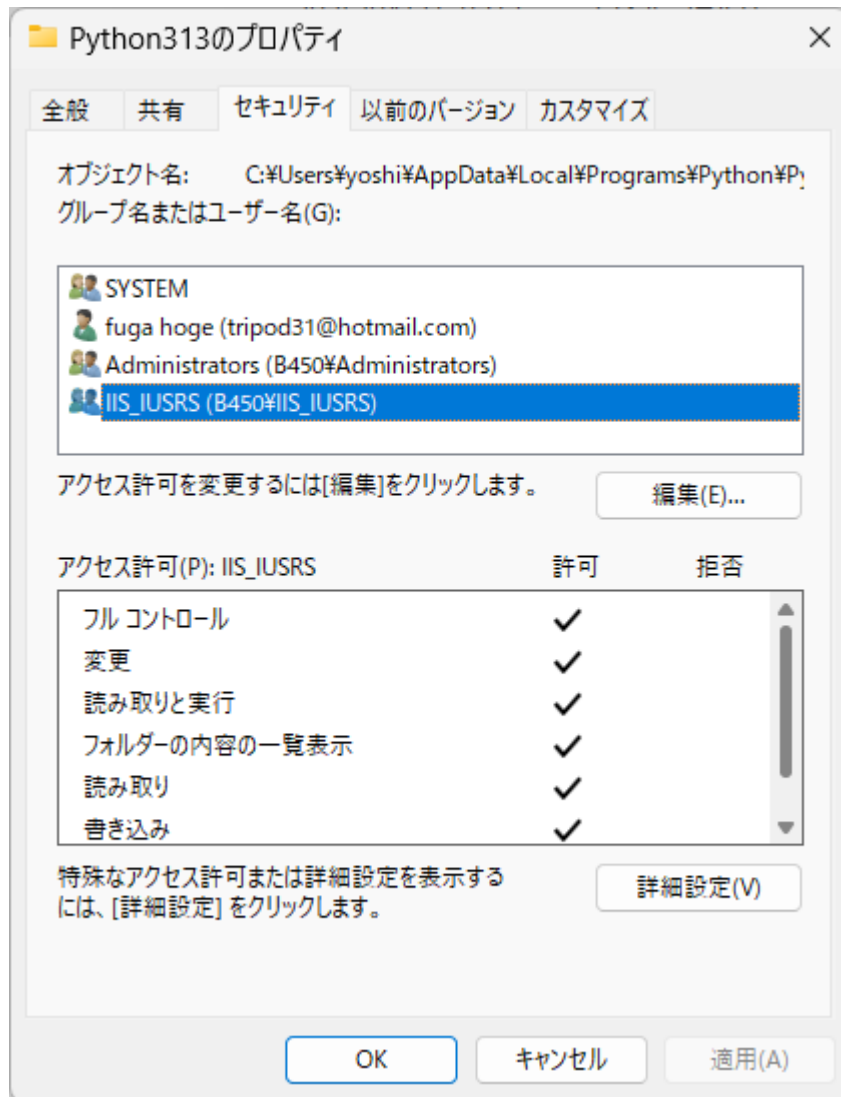 Python313のプロパティ
全般 共有 セキュリティ 以前のバージョン カスタマイズ
オブジェクト名: C:¥Users¥yoshi¥AppData¥Local¥Programs¥Python¥Py
グループ名またはユーザー名(G):
SYSTEM
fuga hoge (tripod31@hotmail.com)
Administrators (B450¥Administrators)
IIS_IUSRS (B450¥IIS_IUSRS)
アクセス許可を変更するには[編集]をクリックします。
編集(E)...
アクセス許可(P): IIS_IUSRS 許可 拒否
フル コントロール
変更
読み取りと実行
フォルダーの内容の一覧表示
読み取り
書き込み
特殊なアクセス許可または詳細設定を表示する
には、[詳細設定] をクリックします。
詳細設定(V)
OK キャンセル 適用(A)